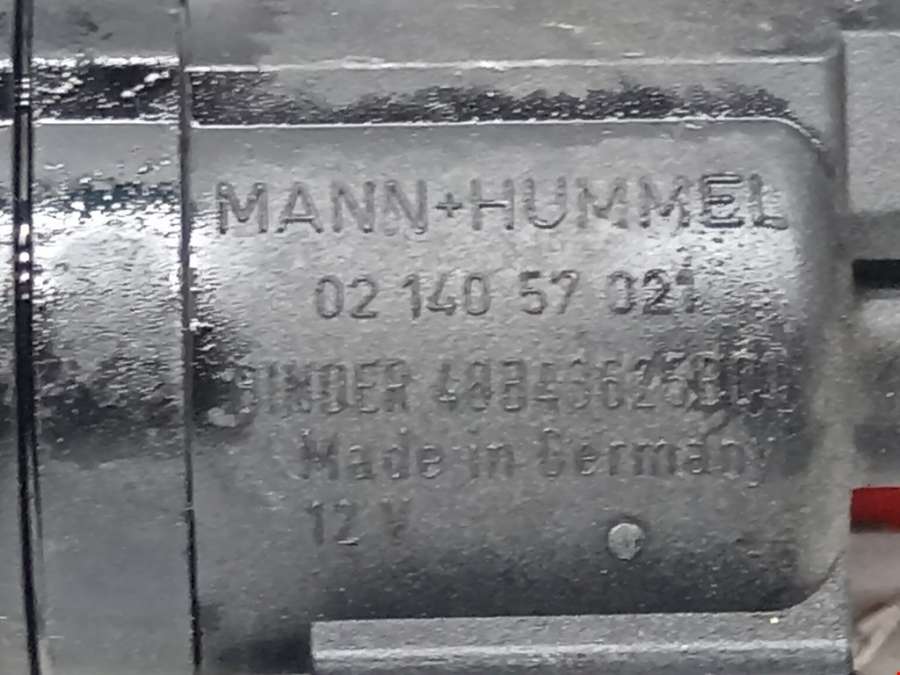 MANN+HUMMEL
02 140 57 021
BINDER
Made in Germany
12 V